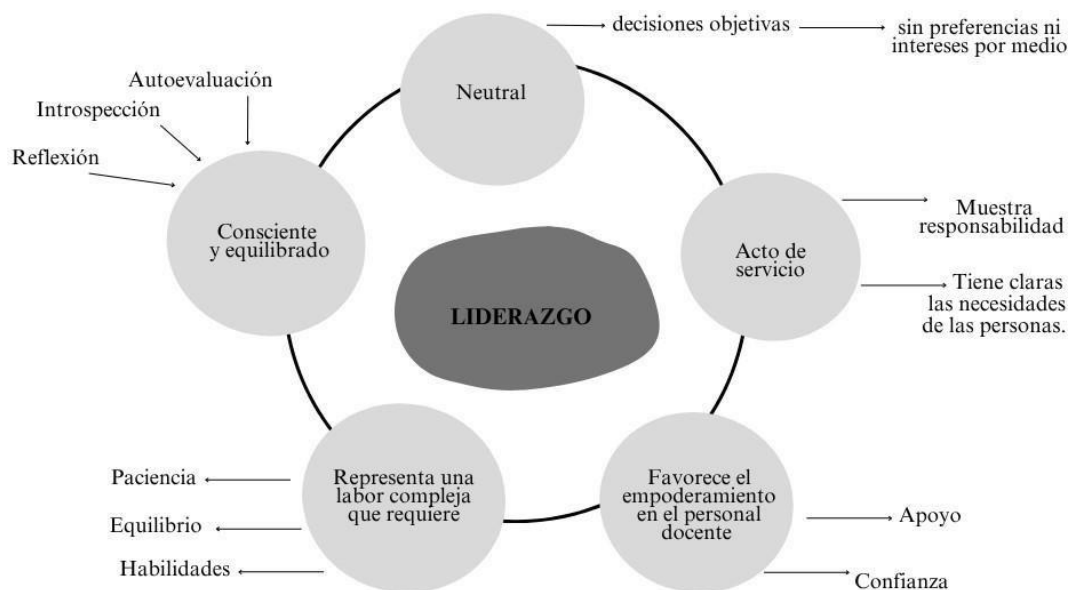 decisiones objetivas
sin preferencias ni
intereses por medio
Neutral
Autoevaluación
Introspección
Reflexión
Consciente
y equilibrado
Muestra
responsabilidad
Acto de
servicio
Tiene claras
las necesidades
de las personas.
LIDERAZGO
Paciencia
Equilibrio
Habilidades
Representa una
labor compleja
que requiere
Favorece el
empoderamiento
en el personal
docente
Apoyo
Confianza